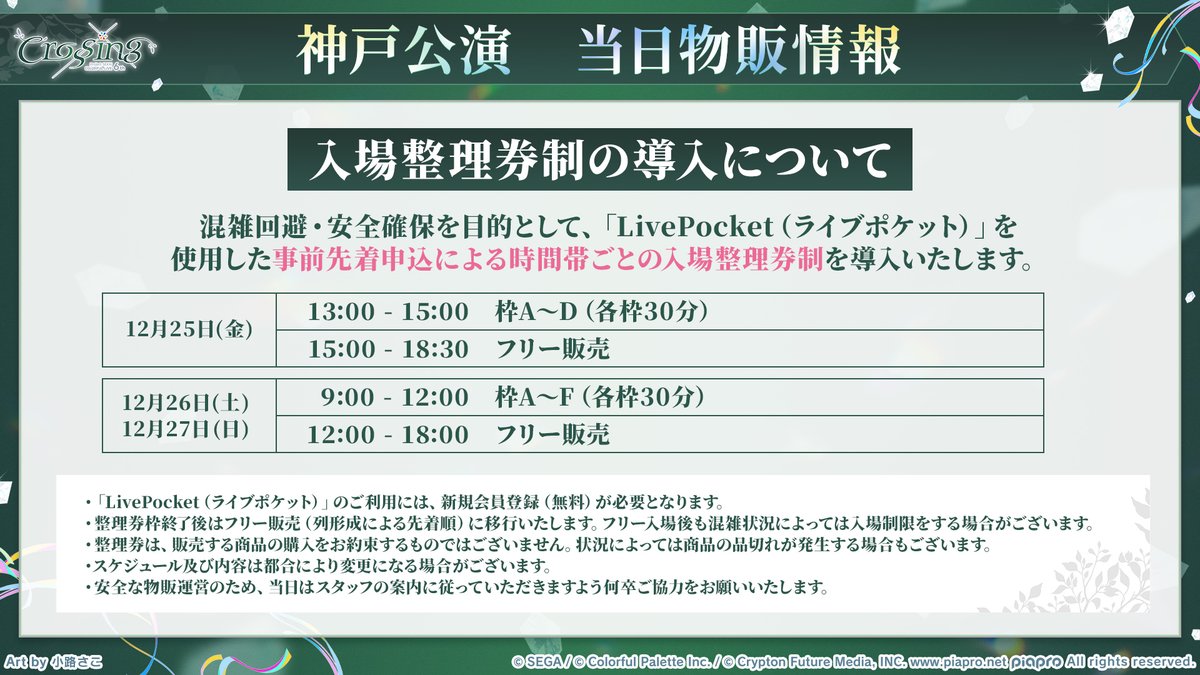 Crossing
6th
神戸公演　当日物販情報
入場整理券制の導入について
混雑回避・安全確保を目的として、「LivePocket（ライブポケット）」を
使用した事前先着申込による時間帯ごとの入場整理券制を導入いたします。
12月25日(金)
13:00 - 15:00 枠A～D（各枠30分）
15:00 - 18:30 フリー販売
12月26日(土)
12月27日(日)
9:00 - 12:00 枠A～F（各枠30分）
12:00 - 18:00 フリー販売
・「LivePocket（ライブポケット）」のご利用には、新規会員登録（無料）が必要となります。
・整理券枠終了後はフリー販売（列形成による先着順）に移行いたします。フリー入場後も混雑状況によっては入場制限をする場合がございます。
・整理券は、販売する商品の購入をお約束するものではございません。状況によっては商品の品切れが発生する場合もございます。
・スケジュール及び内容は都合により変更になる場合がございます。
・安全な物販運営のため、当日はスタッフの案内に従っていただきますよう何卒ご協力をお願いいたします。
Art by 小路さこ
© SEGA / © Colorful Palette Inc. / © Crypton Future Media, INC. www.piapro.net piapro All rights reserved.